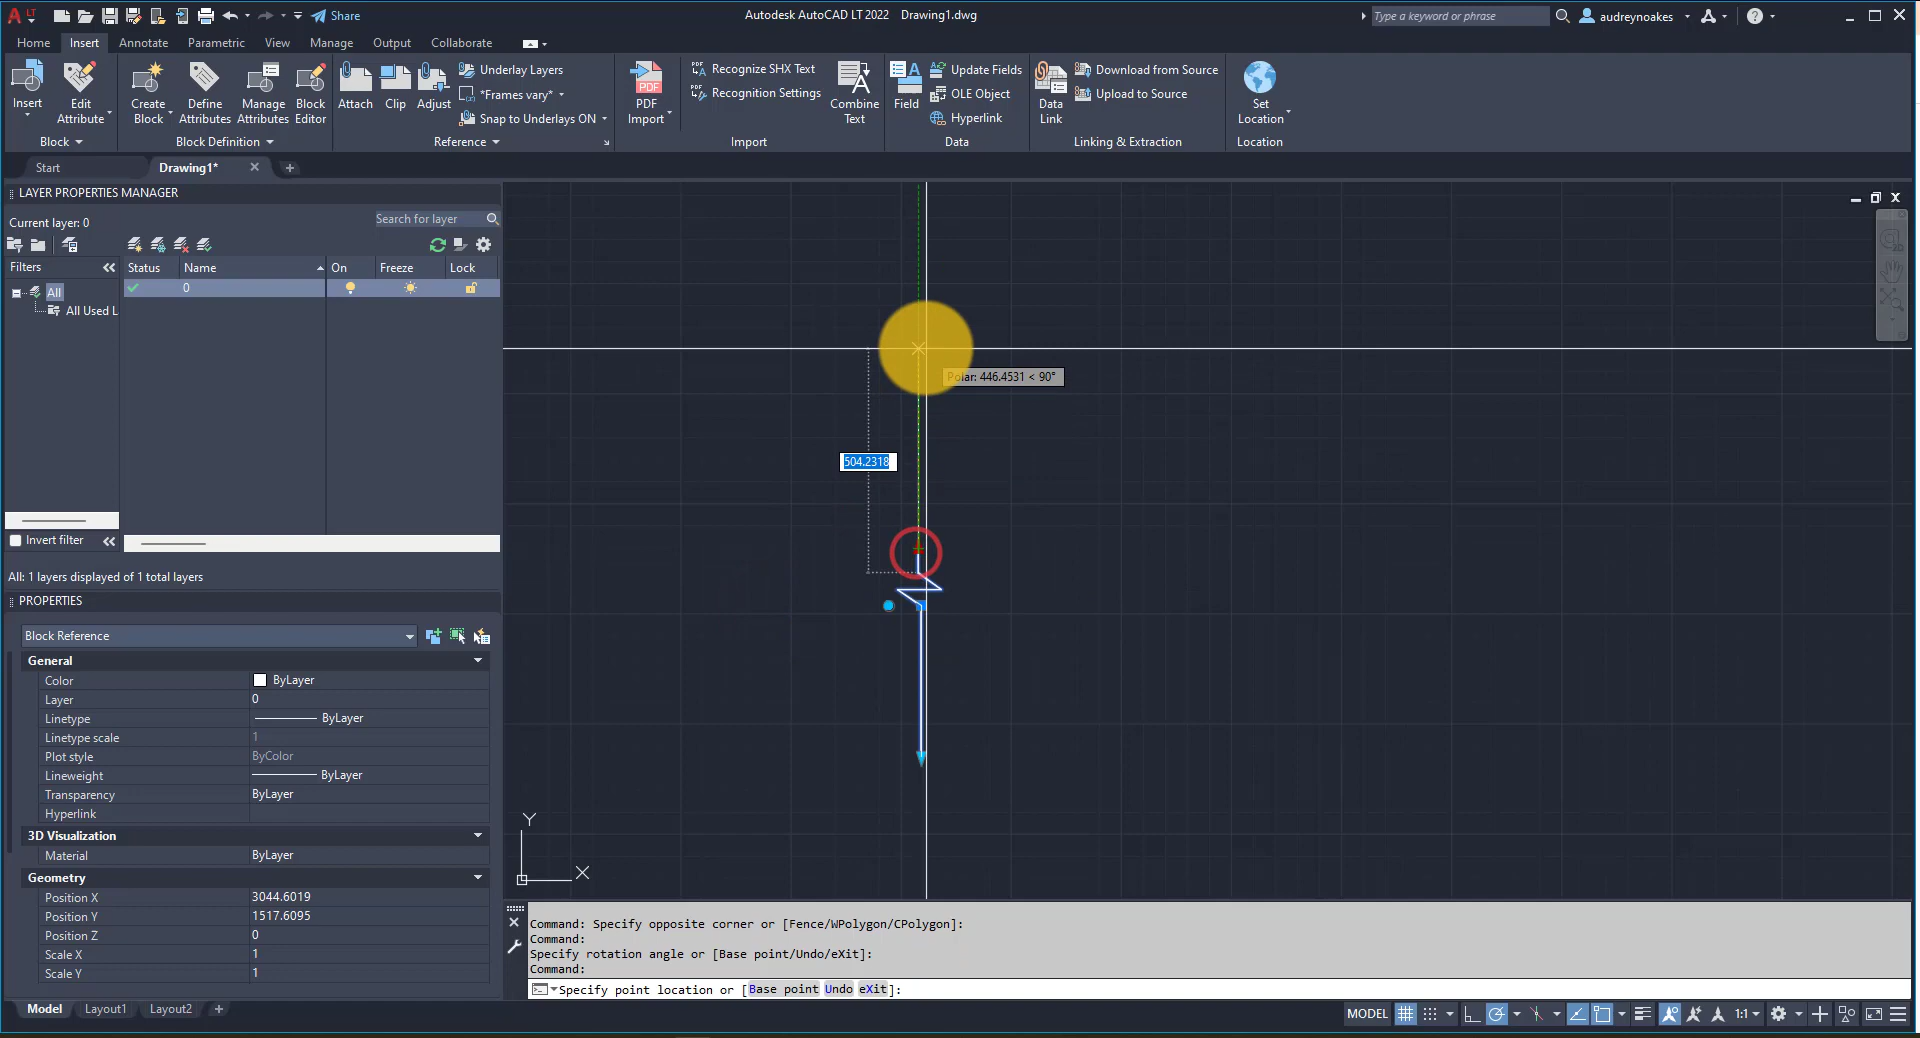 Share
Autodesk AutoCAD LT 2022 Drawing1.dwg
Type a keyword or phrase
audreynoakes
Home Insert Annotate Parametric View Manage Output Collaborate
Insert
Edit
Attribute
Create
Block
Define
Attributes
Manage
Attributes
Block
Editor
Attach
Clip
Adjust
Underlay Layers
*Frames vary*
Snap to Underlays ON
PDF
PDF
Import
PDF Recognize SHX Text
PDF Recognition Settings
Combine
Text
Field
Update Fields
OLE Object
Hyperlink
Data
Link
Download from Source
Upload to Source
Set
Location
Block
Block Definition
Reference
Import
Data
Linking & Extraction
Location
Start
Drawing1*
LAYER PROPERTIES MANAGER
Current layer: 0
Search for layer
Filters
Status Name On Freeze Lock
All
All Used L
0
Invert filter
All: 1 layers displayed of 1 total layers
PROPERTIES
Block Reference
General
Color ByLayer
Layer 0
Linetype ByLayer
Linetype scale 1
Plot style ByColor
Lineweight ByLayer
Transparency ByLayer
Hyperlink
3D Visualization
Material ByLayer
Geometry
Position X 3044.6019
Position Y 1517.6095
Position Z 0
Scale X 1
Scale Y 1
Polar: 446.4531 < 90°
504.2318
Y
X
Command: Specify opposite corner or [Fence/WPolygon/CPolygon]:
Command:
Specify rotation angle or [Base point/Undo/eXit]:
Command:
Specify point location or [Base point Undo eXit]:
Model Layout1 Layout2
MODEL
1:1